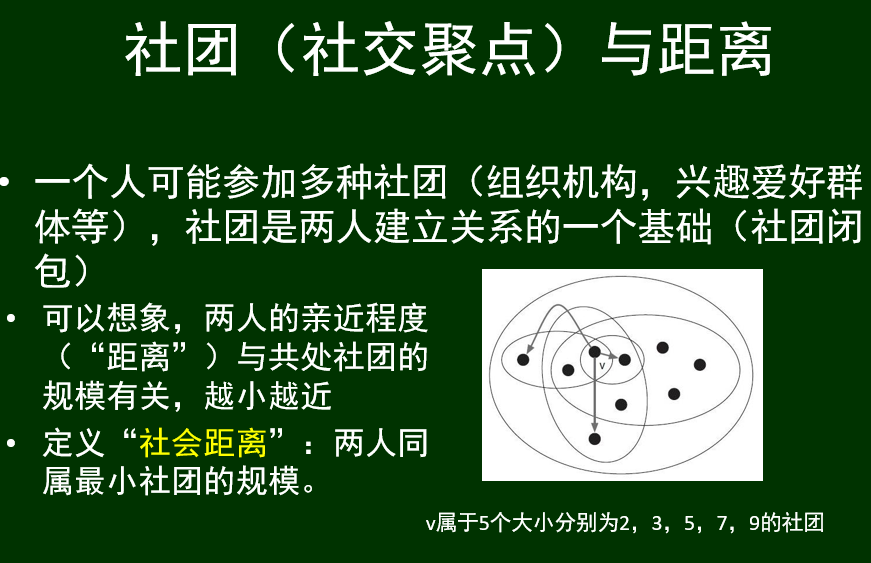 社团（社交聚点）与距离
• 一个人可能参加多种社团（组织机构，兴趣爱好群
体等），社团是两人建立关系的一个基础（社团闭
包）
• 可以想象，两人的亲近程度
（“距离”）与共处社团的
规模有关，越小越近
• 定义“社会距离”：两人同
属最小社团的规模。
v
v属于5个大小分别为2，3，5，7，9的社团